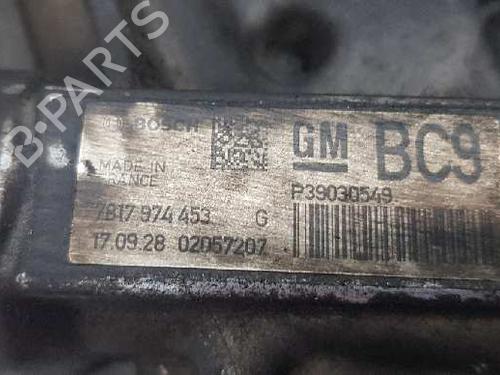 B-PARTS
BOSCH
GM BC9
MADE IN
FRANCE
P39030549
7817 974 453 G
17.09.28 02057207